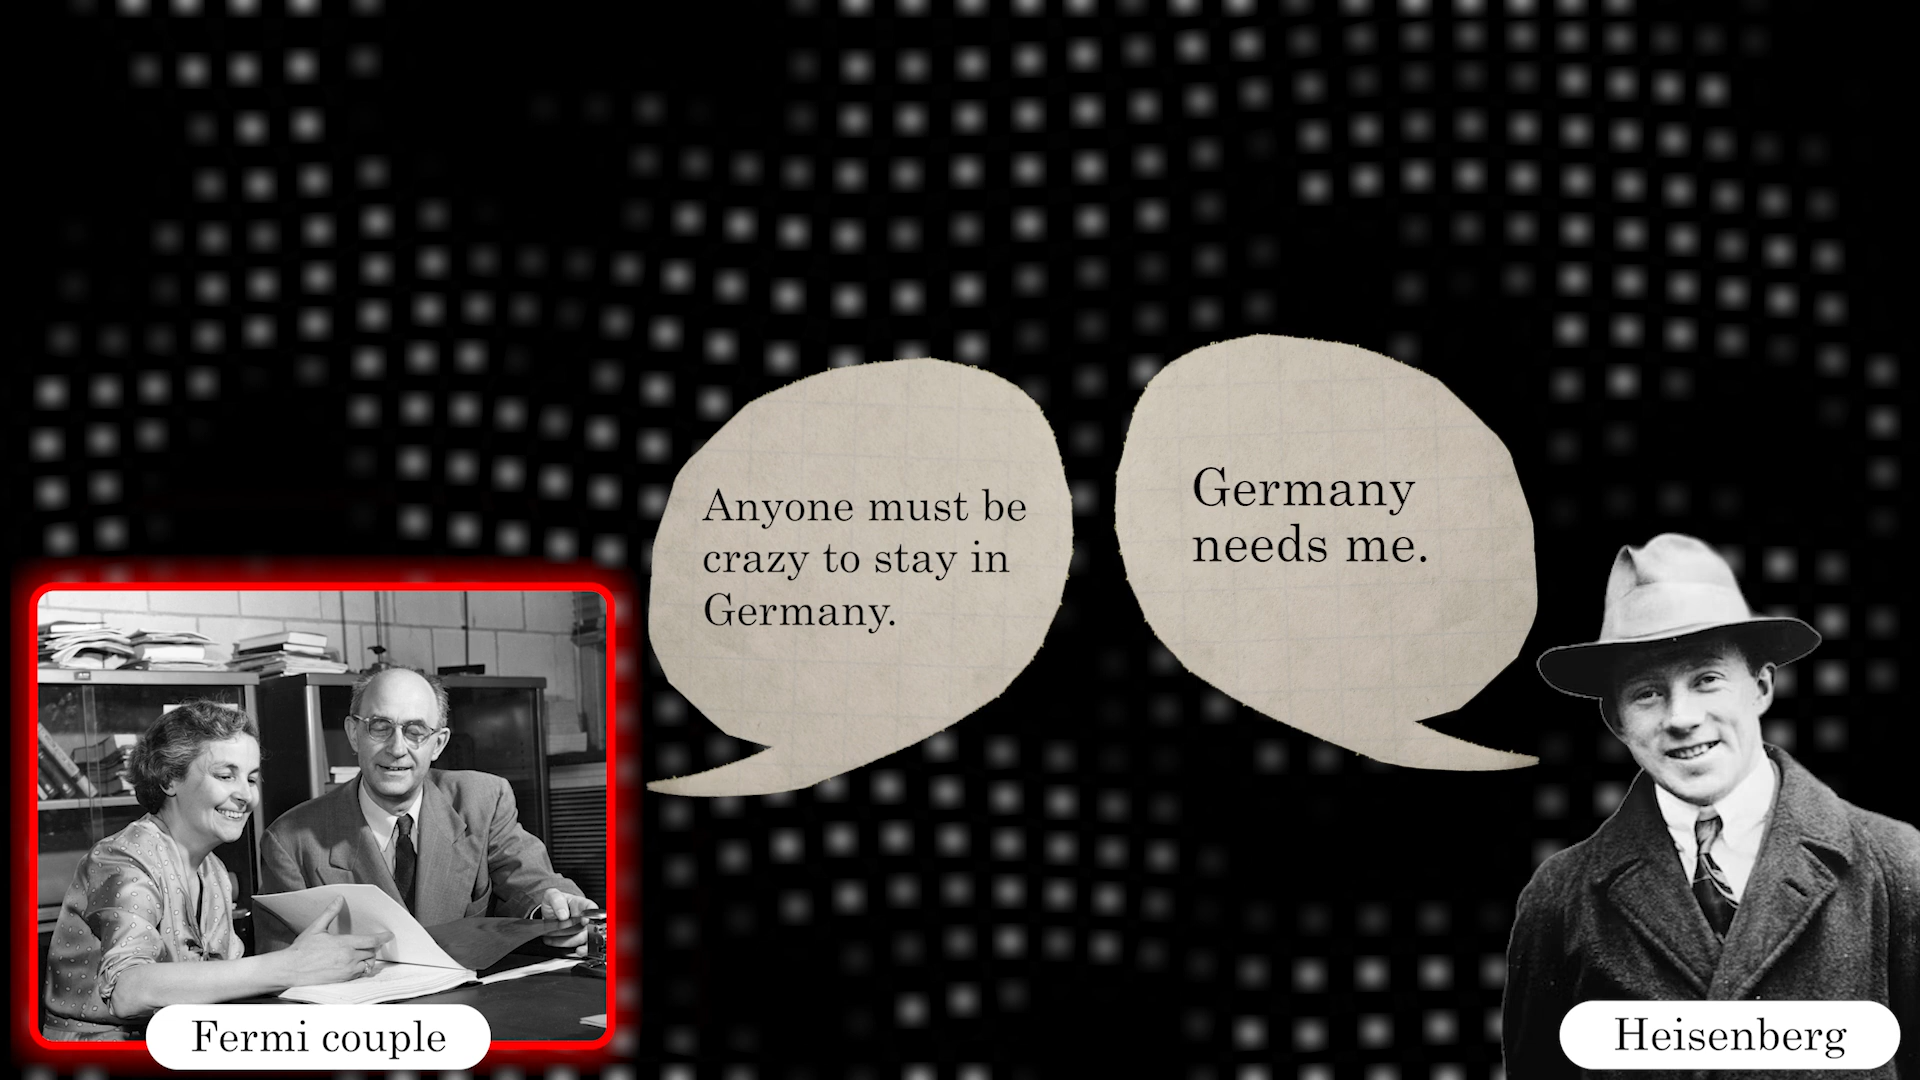 Anyone must be
crazy to stay in
Germany.
Germany
needs me.
Fermi couple
Heisenberg